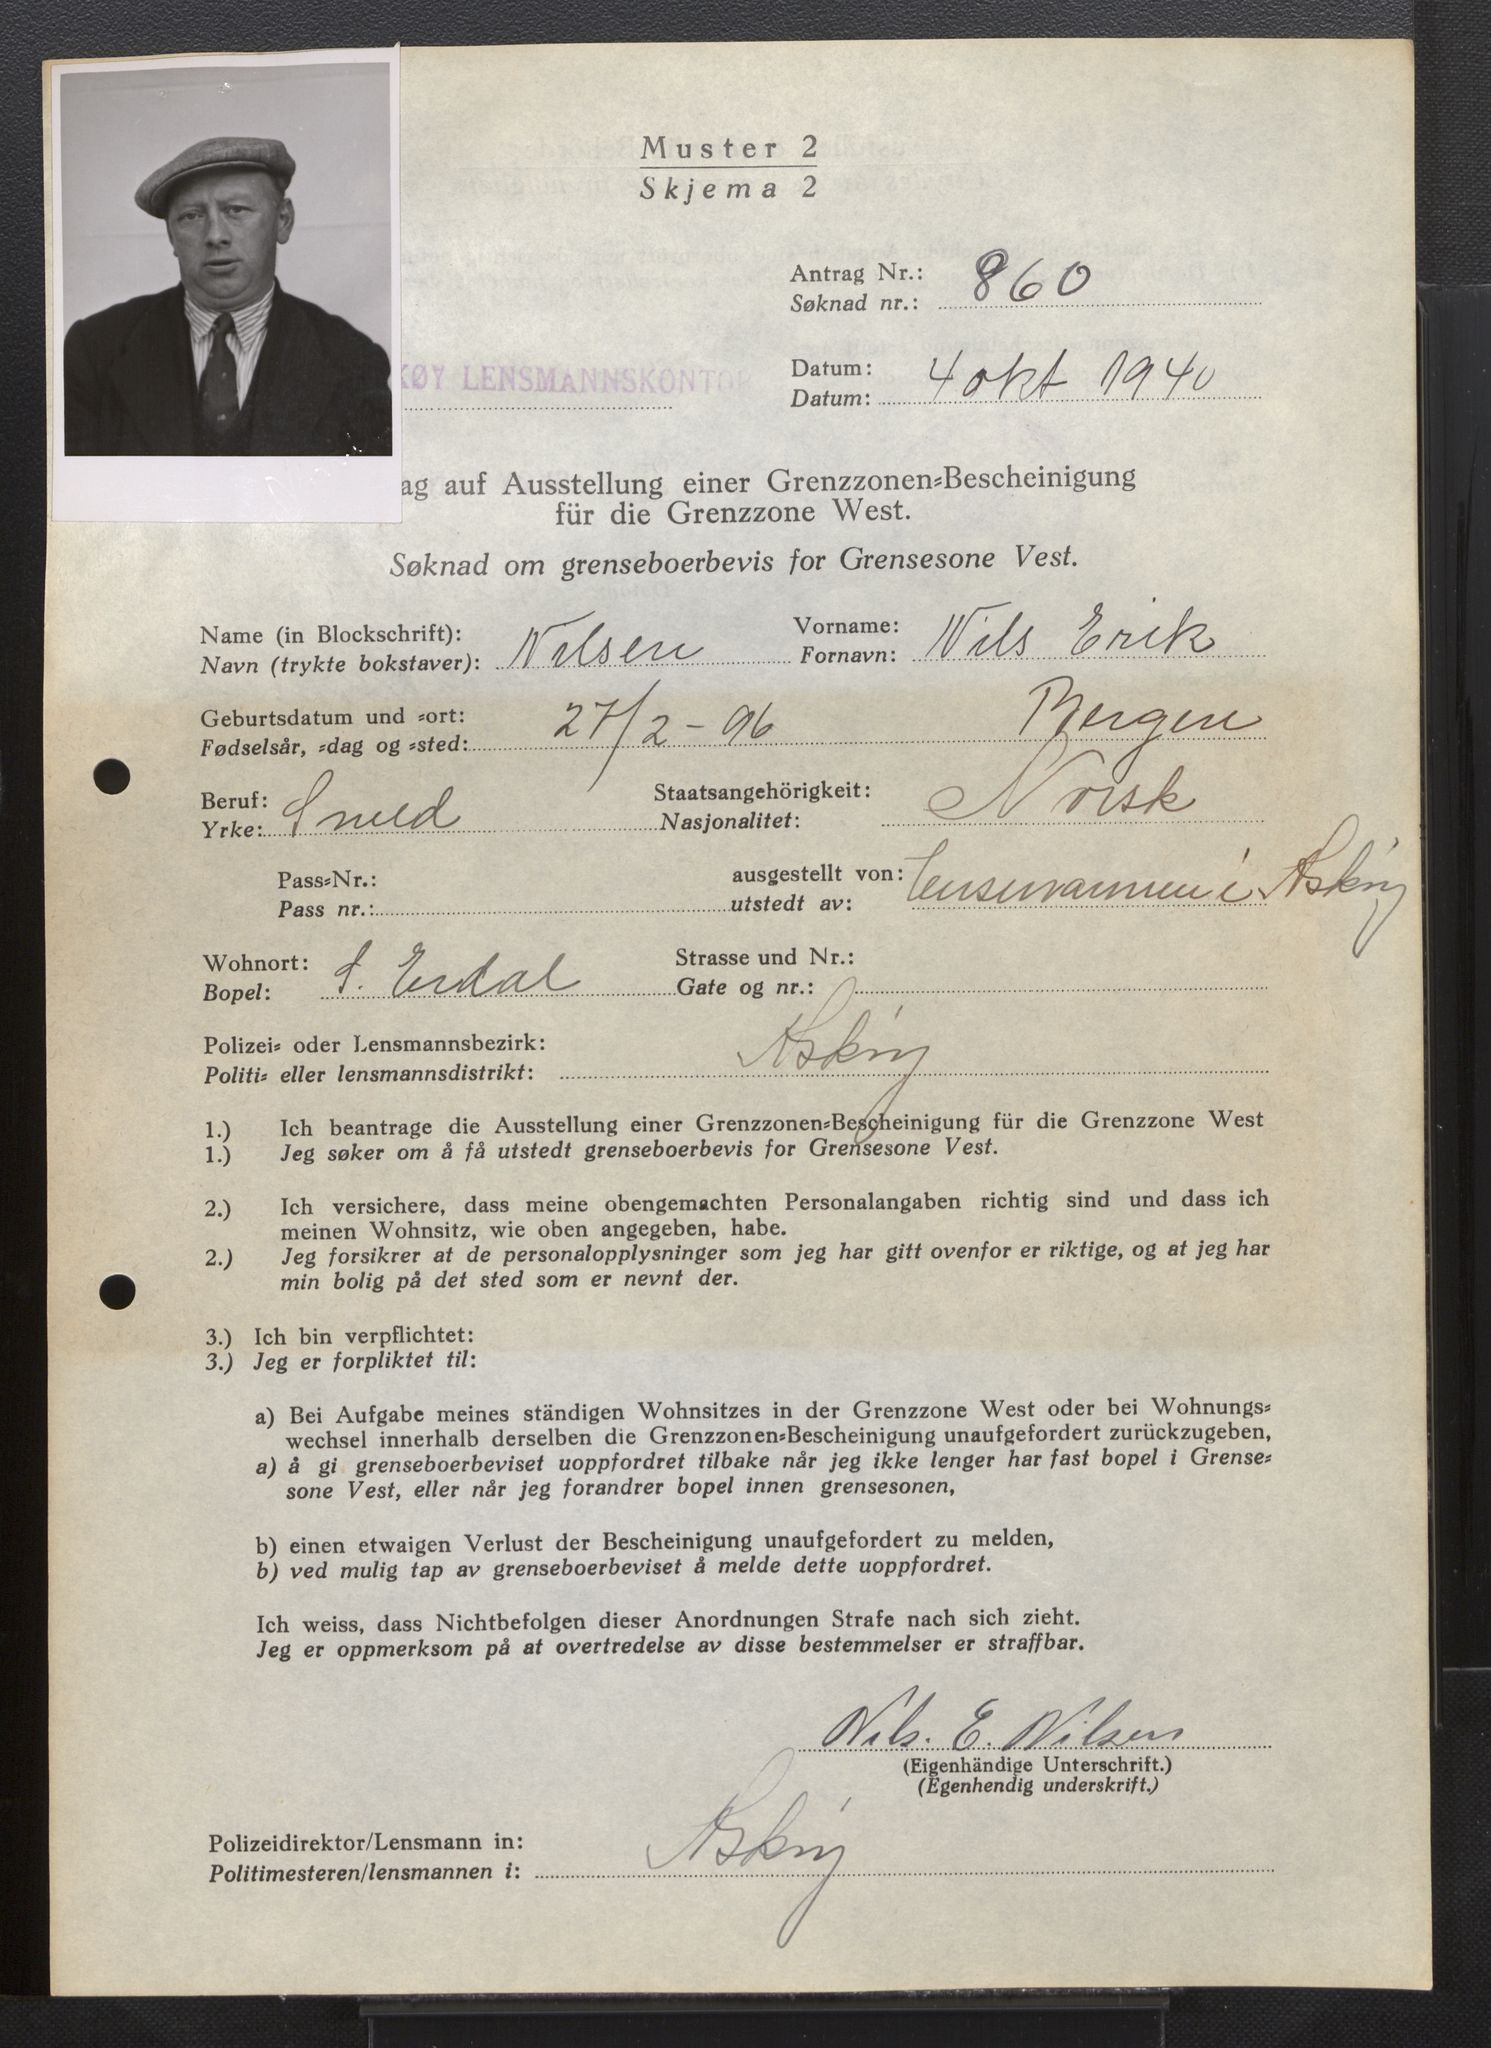 Muster 2
Skjema 2
Antrag Nr.: 860
Søknad nr.:
KØY LENSMANNSKONTOR
Datum: 4 okt 1940
Datum:
ag auf Ausstellung einer Grenzzonen=Bescheinigung
für die Grenzzone West.
Søknad om grenseboerbevis for Grensesone Vest.
Name (in Blockschrift): Nilsen Vorname: Nils Erik
Navn (trykte bokstaver): Fornavn:
Geburtsdatum und =ort: 27/2-96 Bergen
Fødselsår, =dag og =sted:
Beruf: Smed Staatsangehörigkeit: Norsk
Yrke: Nasjonalitet:
Pass=Nr.: ausgestellt von: lensmannen i Askøy
Pass nr.: utstedt av:
Wohnort: S. Erdal Strasse und Nr.:
Bopel: Gate og nr.:
Polizei= oder Lensmannsbezirk: Askøy
Politi= eller lensmannsdistrikt:
1.) Ich beantrage die Ausstellung einer Grenzzonen=Bescheinigung für die Grenzzone West
1.) Jeg søker om å få utstedt grenseboerbevis for Grensesone Vest.
2.) Ich versichere, dass meine obengemachten Personalangaben richtig sind und dass ich
meinen Wohnsitz, wie oben angegeben, habe.
2.) Jeg forsikrer at de personalopplysninger som jeg har gitt ovenfor er riktige, og at jeg har
min bolig på det sted som er nevnt der.
3.) Ich bin verpflichtet:
3.) Jeg er forpliktet til:
a) Bei Aufgabe meines ständigen Wohnsitzes in der Grenzzone West oder bei Wohnungs=
wechsel innerhalb derselben die Grenzzonen=Bescheinigung unaufgefordert zurückzugeben,
a) å gi grenseboerbeviset uoppfordret tilbake når jeg ikke lenger har fast bopel i Grense=
sone Vest, eller når jeg forandrer bopel innen grensesonen,
b) einen etwaigen Verlust der Bescheinigung unaufgefordert zu melden,
b) ved mulig tap av grenseboerbeviset å melde dette uoppfordret.
Ich weiss, dass Nichtbefolgen dieser Anordnungen Strafe nach sich zieht.
Jeg er oppmerksom på at overtredelse av disse bestemmelser er straffbar.
Nils. E. Nilsen
(Eigenhändige Unterschrift.)
(Egenhendig underskrift.)
Polizeidirektor/Lensmann in: Askøy
Politimesteren/lensmannen i: